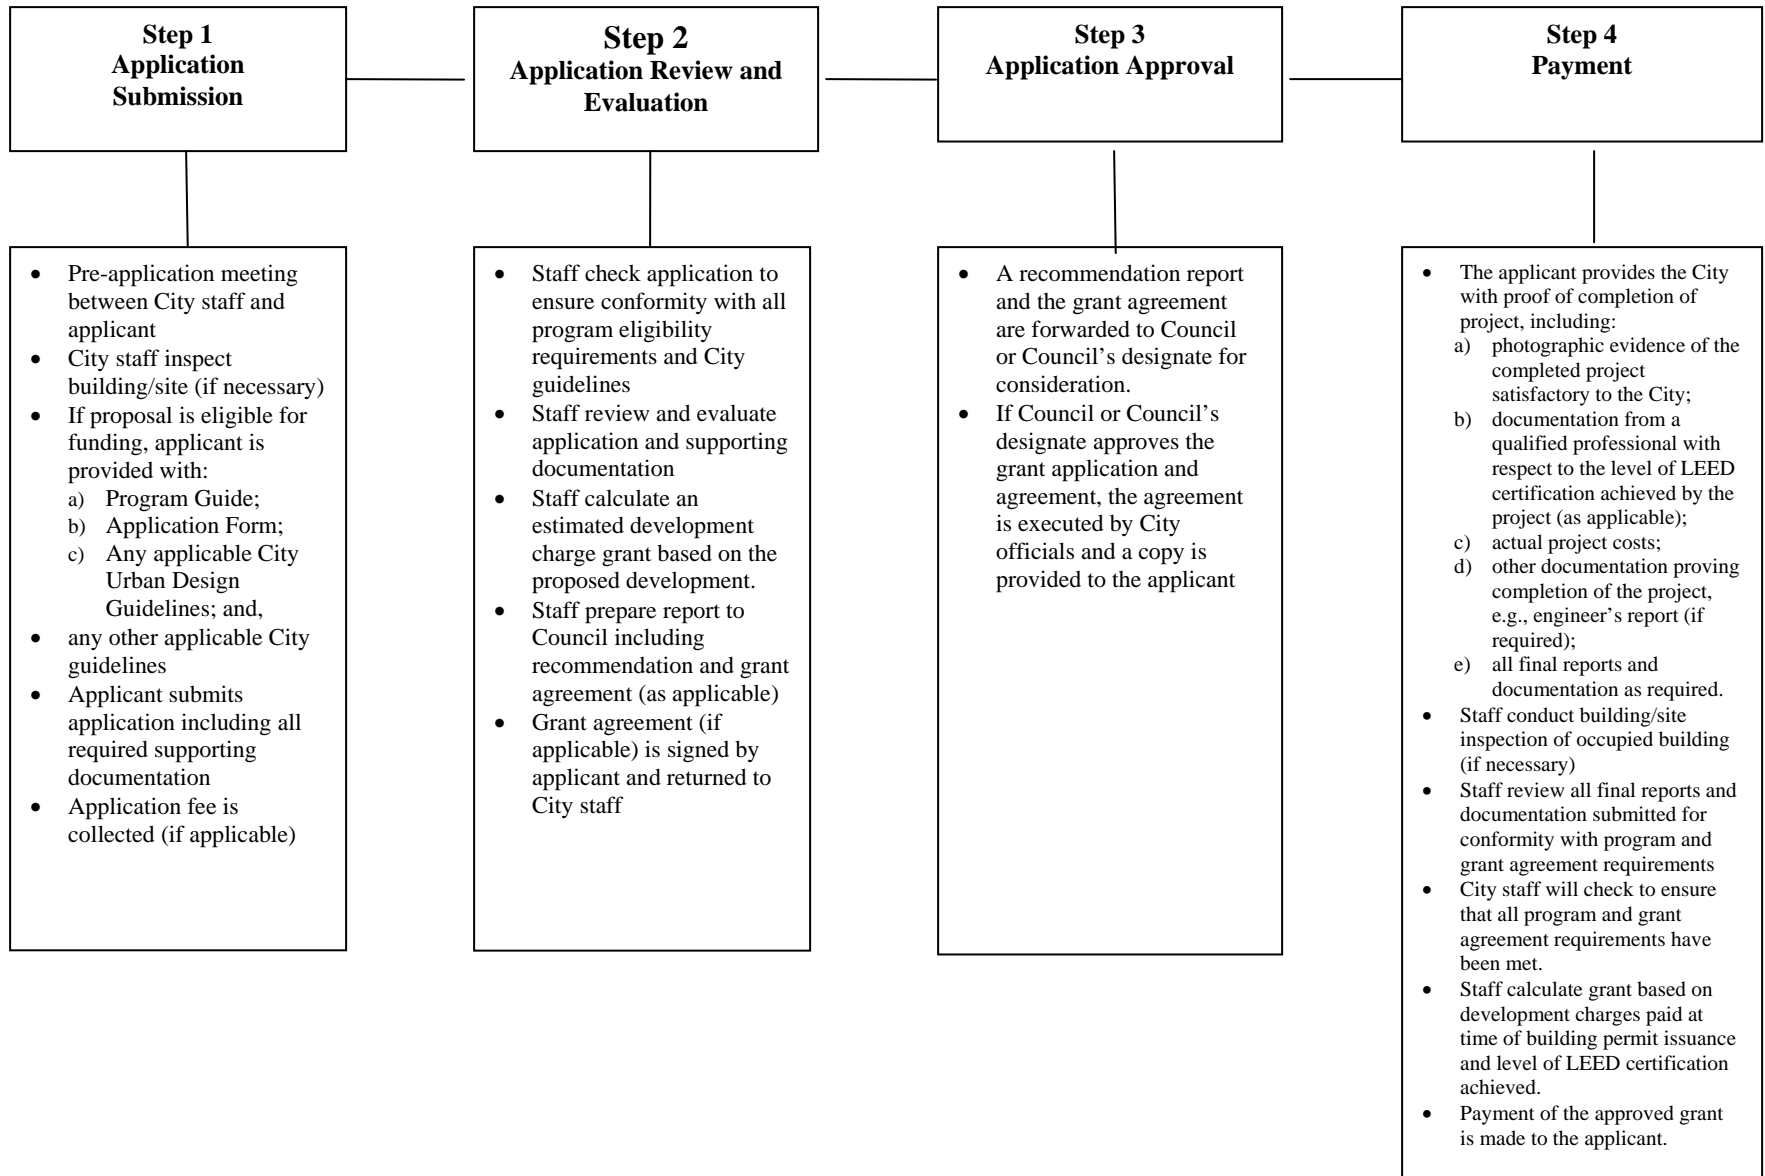 Step 1
Application
Submission
Step 2
Application Review and
Evaluation
Step 3
Application Approval
Step 4
Payment
• Pre-application meeting
between City staff and
applicant
• City staff inspect
building/site (if necessary)
• If proposal is eligible for
funding, applicant is
provided with:
a) Program Guide;
b) Application Form;
c) Any applicable City
Urban Design
Guidelines; and,
• any other applicable City
guidelines
• Applicant submits
application including all
required supporting
documentation
• Application fee is
collected (if applicable)
• Staff check application to
ensure conformity with all
program eligibility
requirements and City
guidelines
• Staff review and evaluate
application and supporting
documentation
• Staff calculate an
estimated development
charge grant based on the
proposed development.
• Staff prepare report to
Council including
recommendation and grant
agreement (as applicable)
• Grant agreement (if
applicable) is signed by
applicant and returned to
City staff
• A recommendation report
and the grant agreement
are forwarded to Council
or Council’s designate for
consideration.
• If Council or Council’s
designate approves the
grant application and
agreement, the agreement
is executed by City
officials and a copy is
provided to the applicant
• The applicant provides the City
with proof of completion of
project, including:
a) photographic evidence of the
completed project
satisfactory to the City;
b) documentation from a
qualified professional with
respect to the level of LEED
certification achieved by the
project (as applicable);
c) actual project costs;
d) other documentation proving
completion of the project,
e.g., engineer’s report (if
required);
e) all final reports and
documentation as required.
• Staff conduct building/site
inspection of occupied building
(if necessary)
• Staff review all final reports and
documentation submitted for
conformity with program and
grant agreement requirements
• City staff will check to ensure
that all program and grant
agreement requirements have
been met.
• Staff calculate grant based on
development charges paid at
time of building permit issuance
and level of LEED certification
achieved.
• Payment of the approved grant
is made to the applicant.